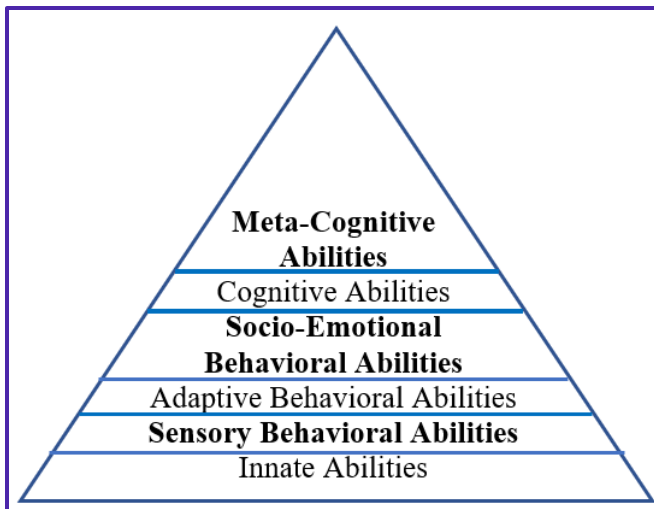 Meta-Cognitive
Abilities
Cognitive Abilities
Socio-Emotional
Behavioral Abilities
Adaptive Behavioral Abilities
Sensory Behavioral Abilities
Innate Abilities